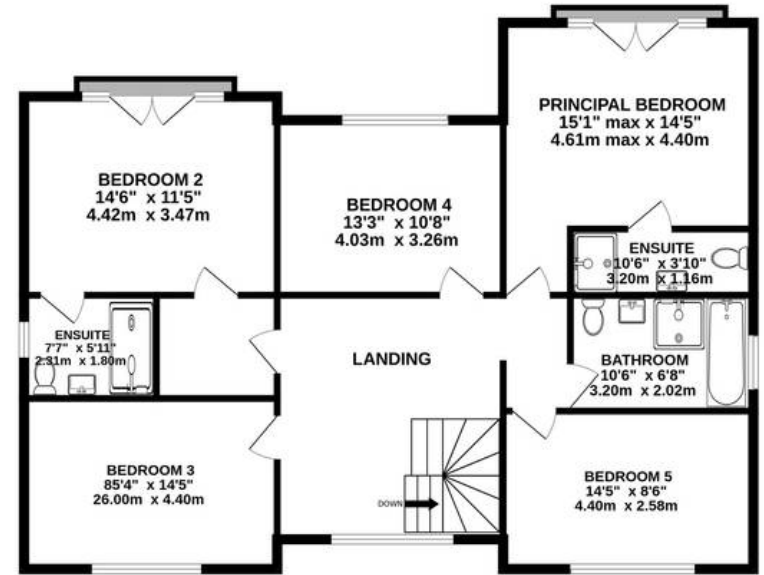 PRINCIPAL BEDROOM
15'1" max x 14'5"
4.61m max x 4.40m
BEDROOM 2
14'6" x 11'5"
4.42m x 3.47m
BEDROOM 4
13'3" x 10'8"
4.03m x 3.26m
ENSUITE
10'6" x 3'10"
3.20m x 1.16m
ENSUITE
7'7" x 5'11"
2.31m x 1.80m
LANDING
BATHROOM
10'6" x 6'8"
3.20m x 2.02m
BEDROOM 3
85'4" x 14'5"
26.00m x 4.40m
BEDROOM 5
14'5" x 8'6"
4.40m x 2.58m
DOWN